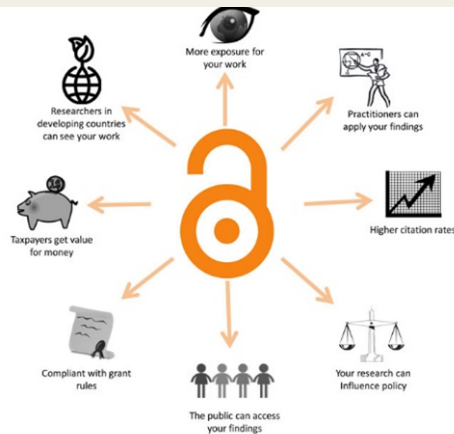 More exposure for
your work
Researchers in
developing countries
can see your work
Practitioners can
apply your findings
Taxpayers get value
for money
Higher citation rates
Compliant with grant
rules
Your research can
Influence policy
The public can access
your findings